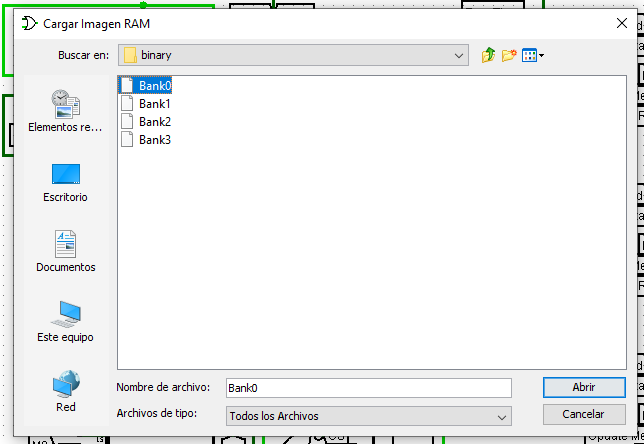 Cargar Imagen RAM
Buscar en:
binary
Bank0
Bank1
Bank2
Bank3
Elementos re...
Escritorio
Documentos
Este equipo
Red
Nombre de archivo:
Bank0
Abrir
Archivos de tipo:
Todos los Archivos
Cancelar